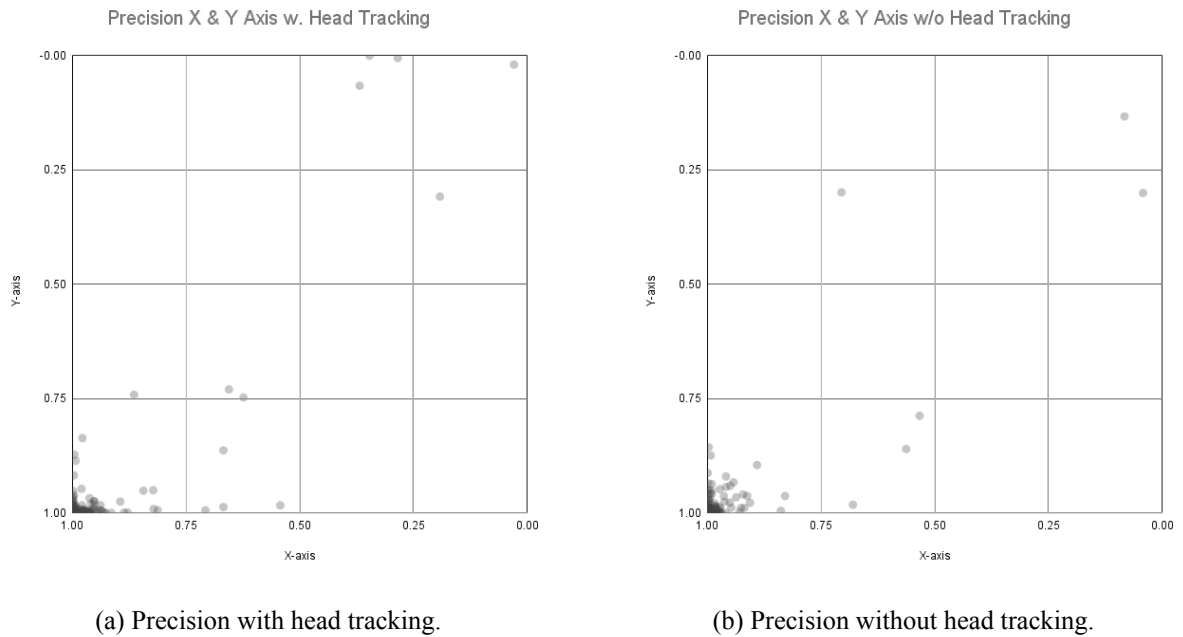 Precision X & Y Axis w. Head Tracking
-0.00
0.25
0.50
0.75
1.00
Y-axis
1.00
0.75
0.50
0.25
0.00
X-axis
(a) Precision with head tracking.
Precision X & Y Axis w/o Head Tracking
-0.00
0.25
0.50
0.75
1.00
Y-axis
1.00
0.75
0.50
0.25
0.00
X-axis
(b) Precision without head tracking.